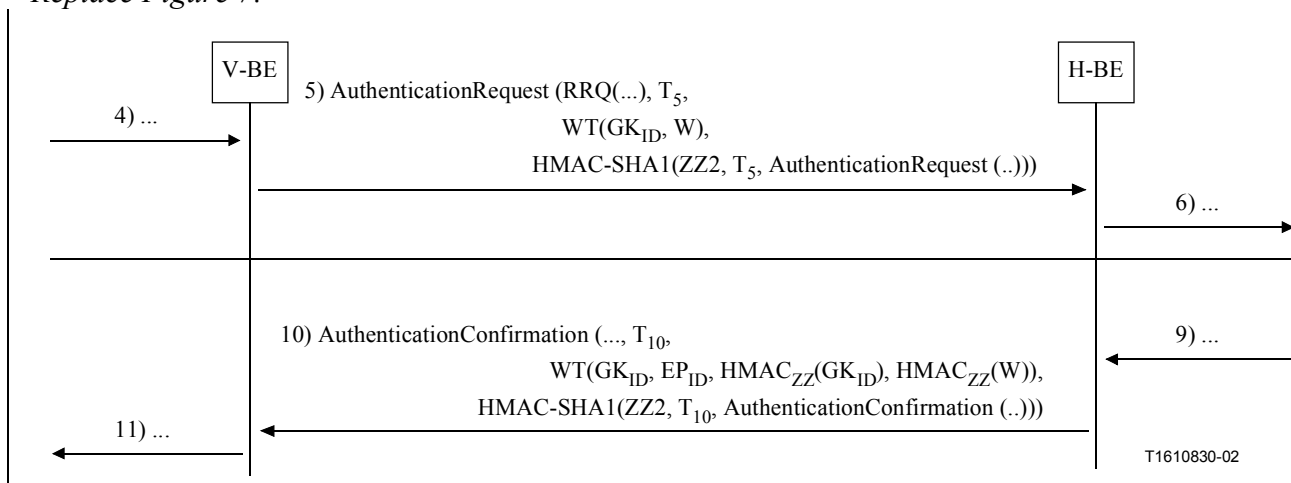 Replace Figure 7:
V-BE
H-BE
5) AuthenticationRequest (RRQ(...), T5,
WT(GKID, W),
HMAC-SHA1(ZZ2, T5, AuthenticationRequest (..)))
4) ...
6) ...
10) AuthenticationConfirmation (..., T10,
WT(GKID, EPID, HMACZZ(GKID), HMACZZ(W)),
HMAC-SHA1(ZZ2, T10, AuthenticationConfirmation (..)))
9) ...
11) ...
T1610830-02